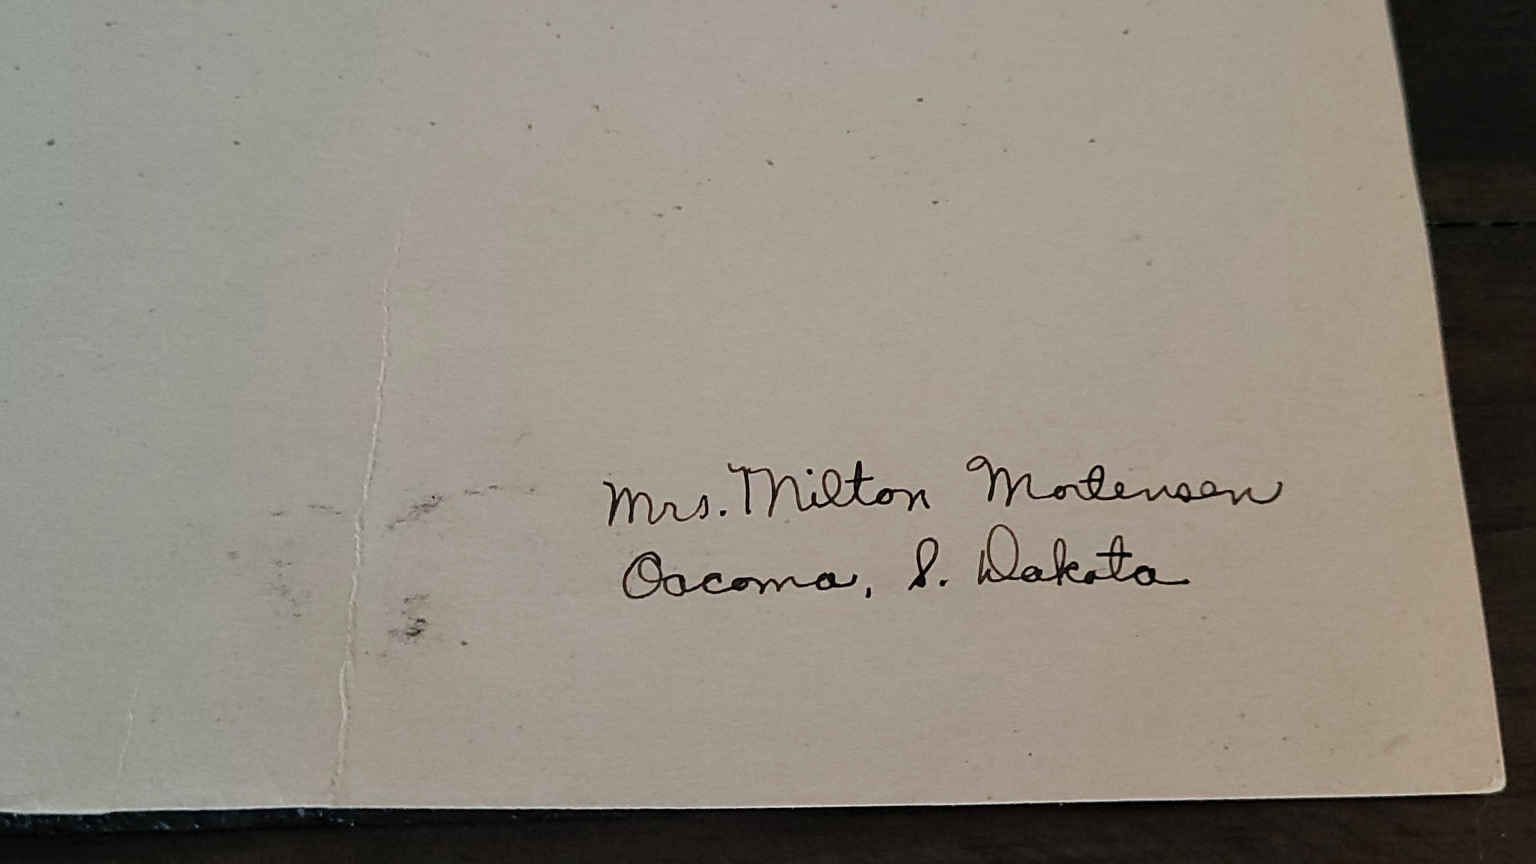 Mrs. Milton Mortensen
Oacoma, S. Dakota